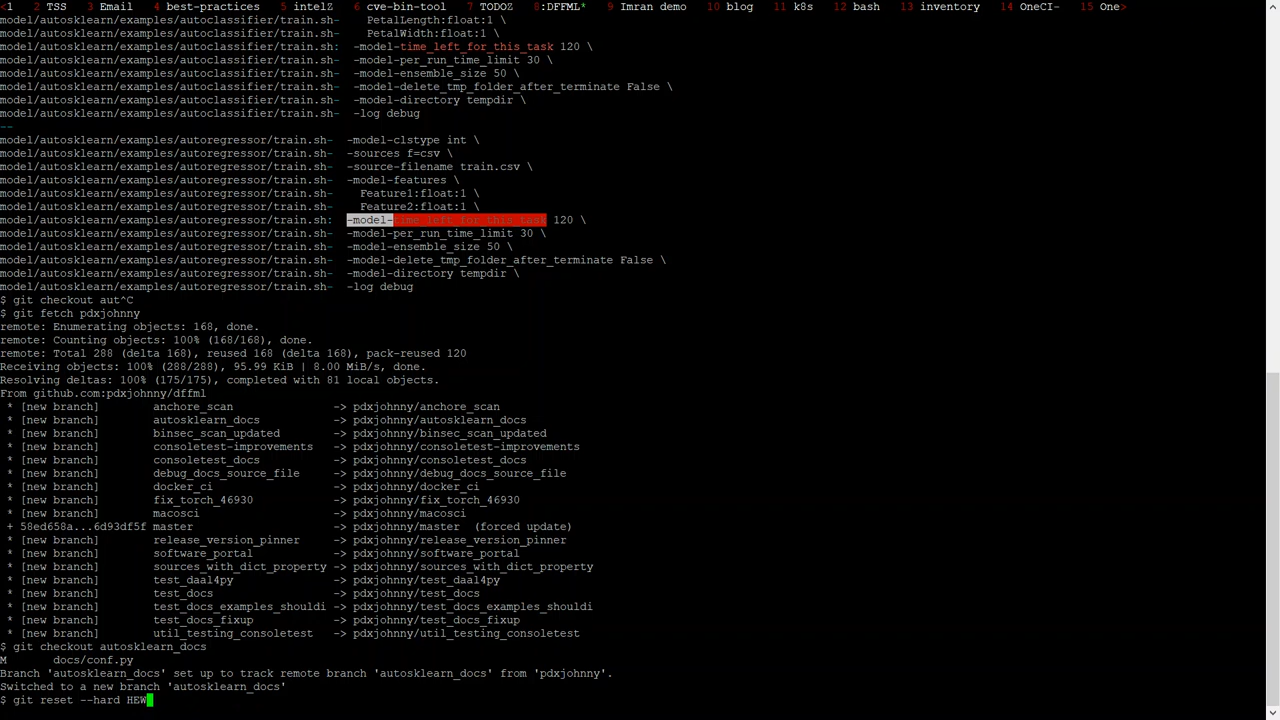 <1  2 TSS  3 Email  4 best-practices  5 intelZ  6 cve-bin-tool  7 TODOZ  8:DFFML*  9 Imran demo  10 blog  11 k8s  12 bash  13 inventory  14 OneCI-  15 One>
model/autosklearn/examples/autoclassifier/train.sh-    PetalLength:float:1 \
model/autosklearn/examples/autoclassifier/train.sh-    PetalWidth:float:1 \
model/autosklearn/examples/autoclassifier/train.sh:  -model-time_left_for_this_task 120 \
model/autosklearn/examples/autoclassifier/train.sh-  -model-per_run_time_limit 30 \
model/autosklearn/examples/autoclassifier/train.sh-  -model-ensemble_size 50 \
model/autosklearn/examples/autoclassifier/train.sh-  -model-delete_tmp_folder_after_terminate False \
model/autosklearn/examples/autoclassifier/train.sh-  -model-directory tempdir \
model/autosklearn/examples/autoclassifier/train.sh-  -log debug
--
model/autosklearn/examples/autoregressor/train.sh-  -model-clstype int \
model/autosklearn/examples/autoregressor/train.sh-  -sources f=csv \
model/autosklearn/examples/autoregressor/train.sh-  -source-filename train.csv \
model/autosklearn/examples/autoregressor/train.sh-  -model-features \
model/autosklearn/examples/autoregressor/train.sh-    Feature1:float:1 \
model/autosklearn/examples/autoregressor/train.sh-    Feature2:float:1 \
model/autosklearn/examples/autoregressor/train.sh:  -model-time_left_for_this_task 120 \
model/autosklearn/examples/autoregressor/train.sh-  -model-per_run_time_limit 30 \
model/autosklearn/examples/autoregressor/train.sh-  -model-ensemble_size 50 \
model/autosklearn/examples/autoregressor/train.sh-  -model-delete_tmp_folder_after_terminate False \
model/autosklearn/examples/autoregressor/train.sh-  -model-directory tempdir \
model/autosklearn/examples/autoregressor/train.sh-  -log debug
$ git checkout aut^C
$ git fetch pdxjohnny
remote: Enumerating objects: 168, done.
remote: Counting objects: 100% (168/168), done.
remote: Total 288 (delta 168), reused 168 (delta 168), pack-reused 120
Receiving objects: 100% (288/288), 95.99 KiB | 8.00 MiB/s, done.
Resolving deltas: 100% (175/175), completed with 81 local objects.
From github.com:pdxjohnny/dffml
 * [new branch]        anchore_scan               -> pdxjohnny/anchore_scan
 * [new branch]        autosklearn_docs           -> pdxjohnny/autosklearn_docs
 * [new branch]        binsec_scan_updated        -> pdxjohnny/binsec_scan_updated
 * [new branch]        consoletest-improvements   -> pdxjohnny/consoletest-improvements
 * [new branch]        consoletest_docs           -> pdxjohnny/consoletest_docs
 * [new branch]        debug_docs_source_file     -> pdxjohnny/debug_docs_source_file
 * [new branch]        docker_ci                  -> pdxjohnny/docker_ci
 * [new branch]        fix_torch_46930            -> pdxjohnny/fix_torch_46930
 * [new branch]        macosci                    -> pdxjohnny/macosci
 + 58ed658a...6d93df5f master                     -> pdxjohnny/master  (forced update)
 * [new branch]        release_version_pinner     -> pdxjohnny/release_version_pinner
 * [new branch]        software_portal            -> pdxjohnny/software_portal
 * [new branch]        sources_with_dict_property -> pdxjohnny/sources_with_dict_property
 * [new branch]        test_daal4py               -> pdxjohnny/test_daal4py
 * [new branch]        test_docs                  -> pdxjohnny/test_docs
 * [new branch]        test_docs_examples_shouldi -> pdxjohnny/test_docs_examples_shouldi
 * [new branch]        test_docs_fixup            -> pdxjohnny/test_docs_fixup
 * [new branch]        util_testing_consoletest   -> pdxjohnny/util_testing_consoletest
$ git checkout autosklearn_docs
M       docs/conf.py
Branch 'autosklearn_docs' set up to track remote branch 'autosklearn_docs' from 'pdxjohnny'.
Switched to a new branch 'autosklearn_docs'
$ git reset --hard HEW